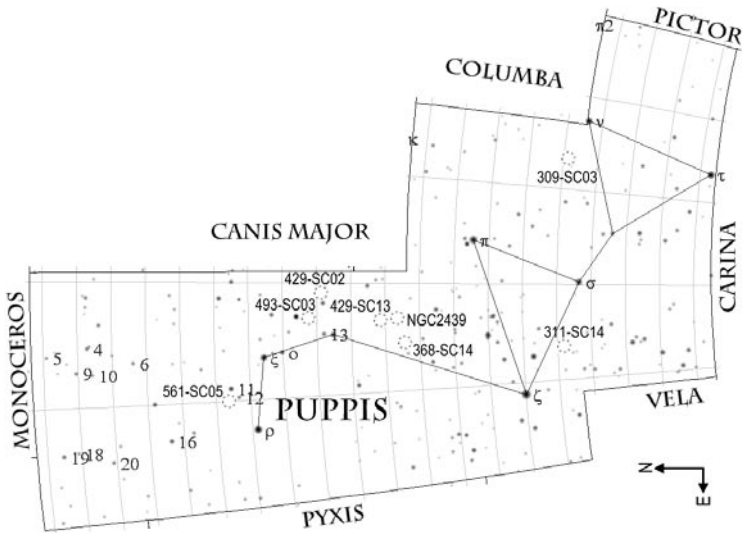 PICTOR
π2
COLUMBA
ν
κ
309-SC03
τ
CANIS MAJOR
π
CARINA
429-SC02
σ
493-SC03
429-SC13
NGC2439
MONOCEROS
13
311-SC14
368-SC14
5
4
ξ
ο
6
9
10
561-SC05
11
12
PUPPIS
ζ
VELA
ρ
16
19
18
20
N
E
PYXIS